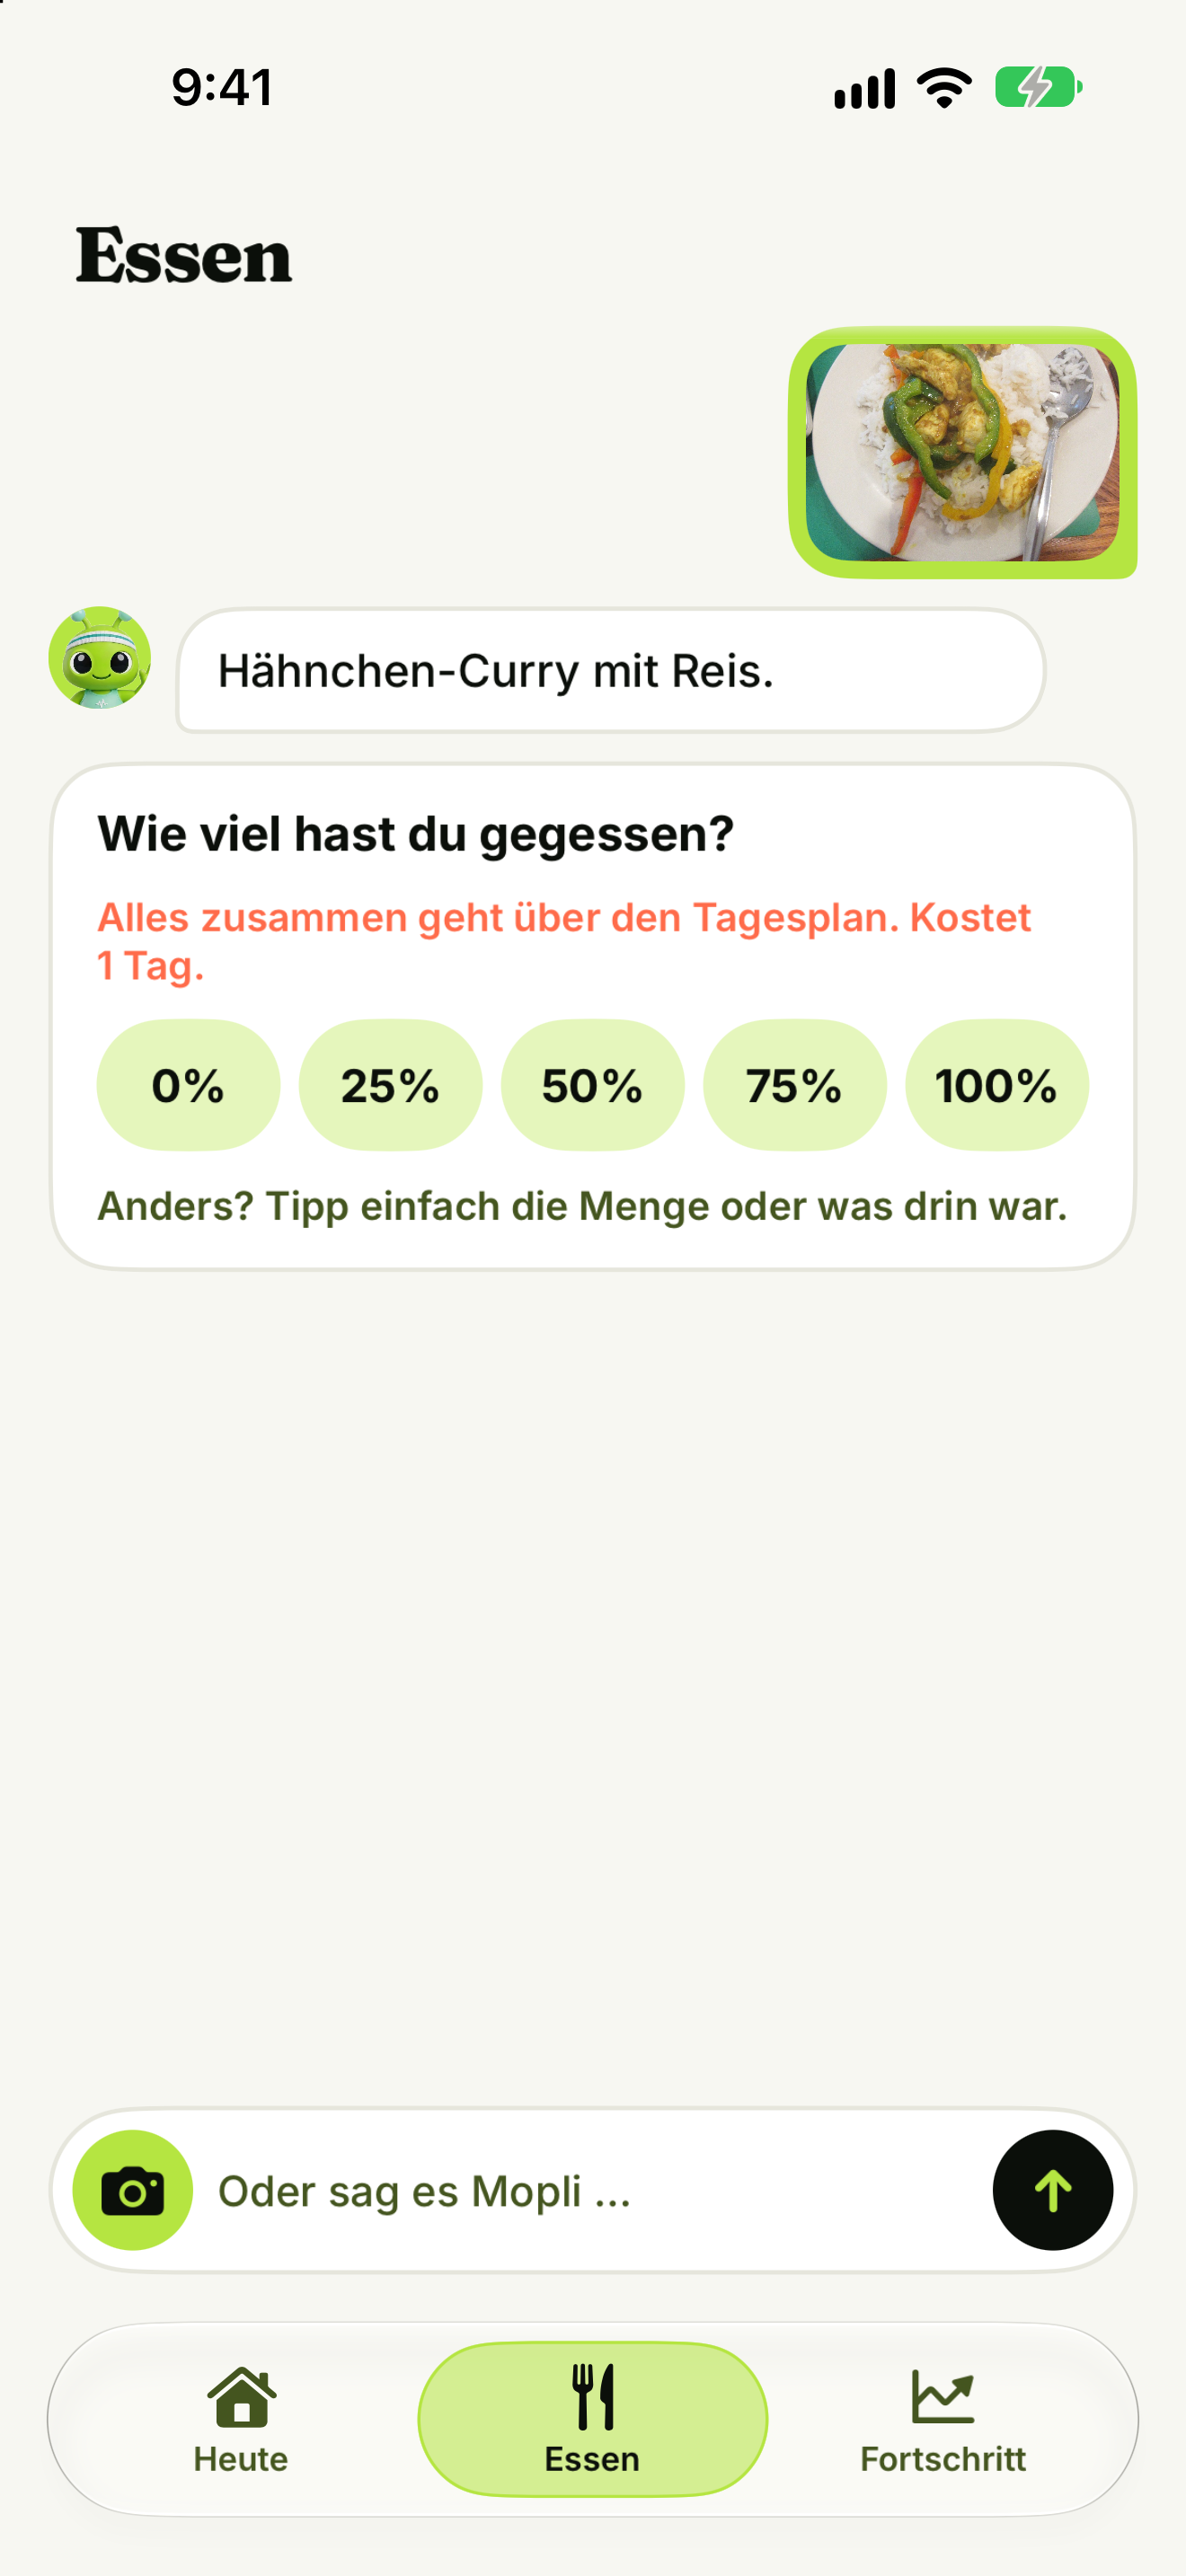 9:41
Essen
Hähnchen-Curry mit Reis.
Wie viel hast du gegessen?
Alles zusammen geht über den Tagesplan. Kostet
1 Tag.
0% 25% 50% 75% 100%
Anders? Tipp einfach die Menge oder was drin war.
Oder sag es Mopli ...
Heute Essen Fortschritt